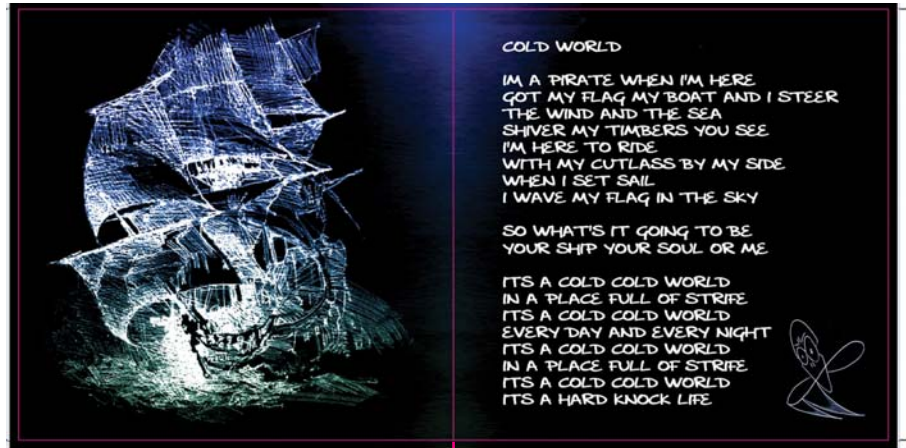 COLD WORLD
IM A PIRATE WHEN I'M HERE
GOT MY FLAG MY BOAT AND I STEER
THE WIND AND THE SEA
SHIVER MY TIMBERS YOU SEE
I'M HERE TO RIDE
WITH MY CUTLASS BY MY SIDE
WHEN I SET SAIL
I WAVE MY FLAG IN THE SKY
SO WHAT'S IT GOING TO BE
YOUR SHIP YOUR SOUL OR ME
ITS A COLD COLD WORLD
IN A PLACE FULL OF STRIFE
ITS A COLD COLD WORLD
EVERY DAY AND EVERY NIGHT
ITS A COLD COLD WORLD
IN A PLACE FULL OF STRIFE
ITS A COLD COLD WORLD
ITS A HARD KNOCK LIFE